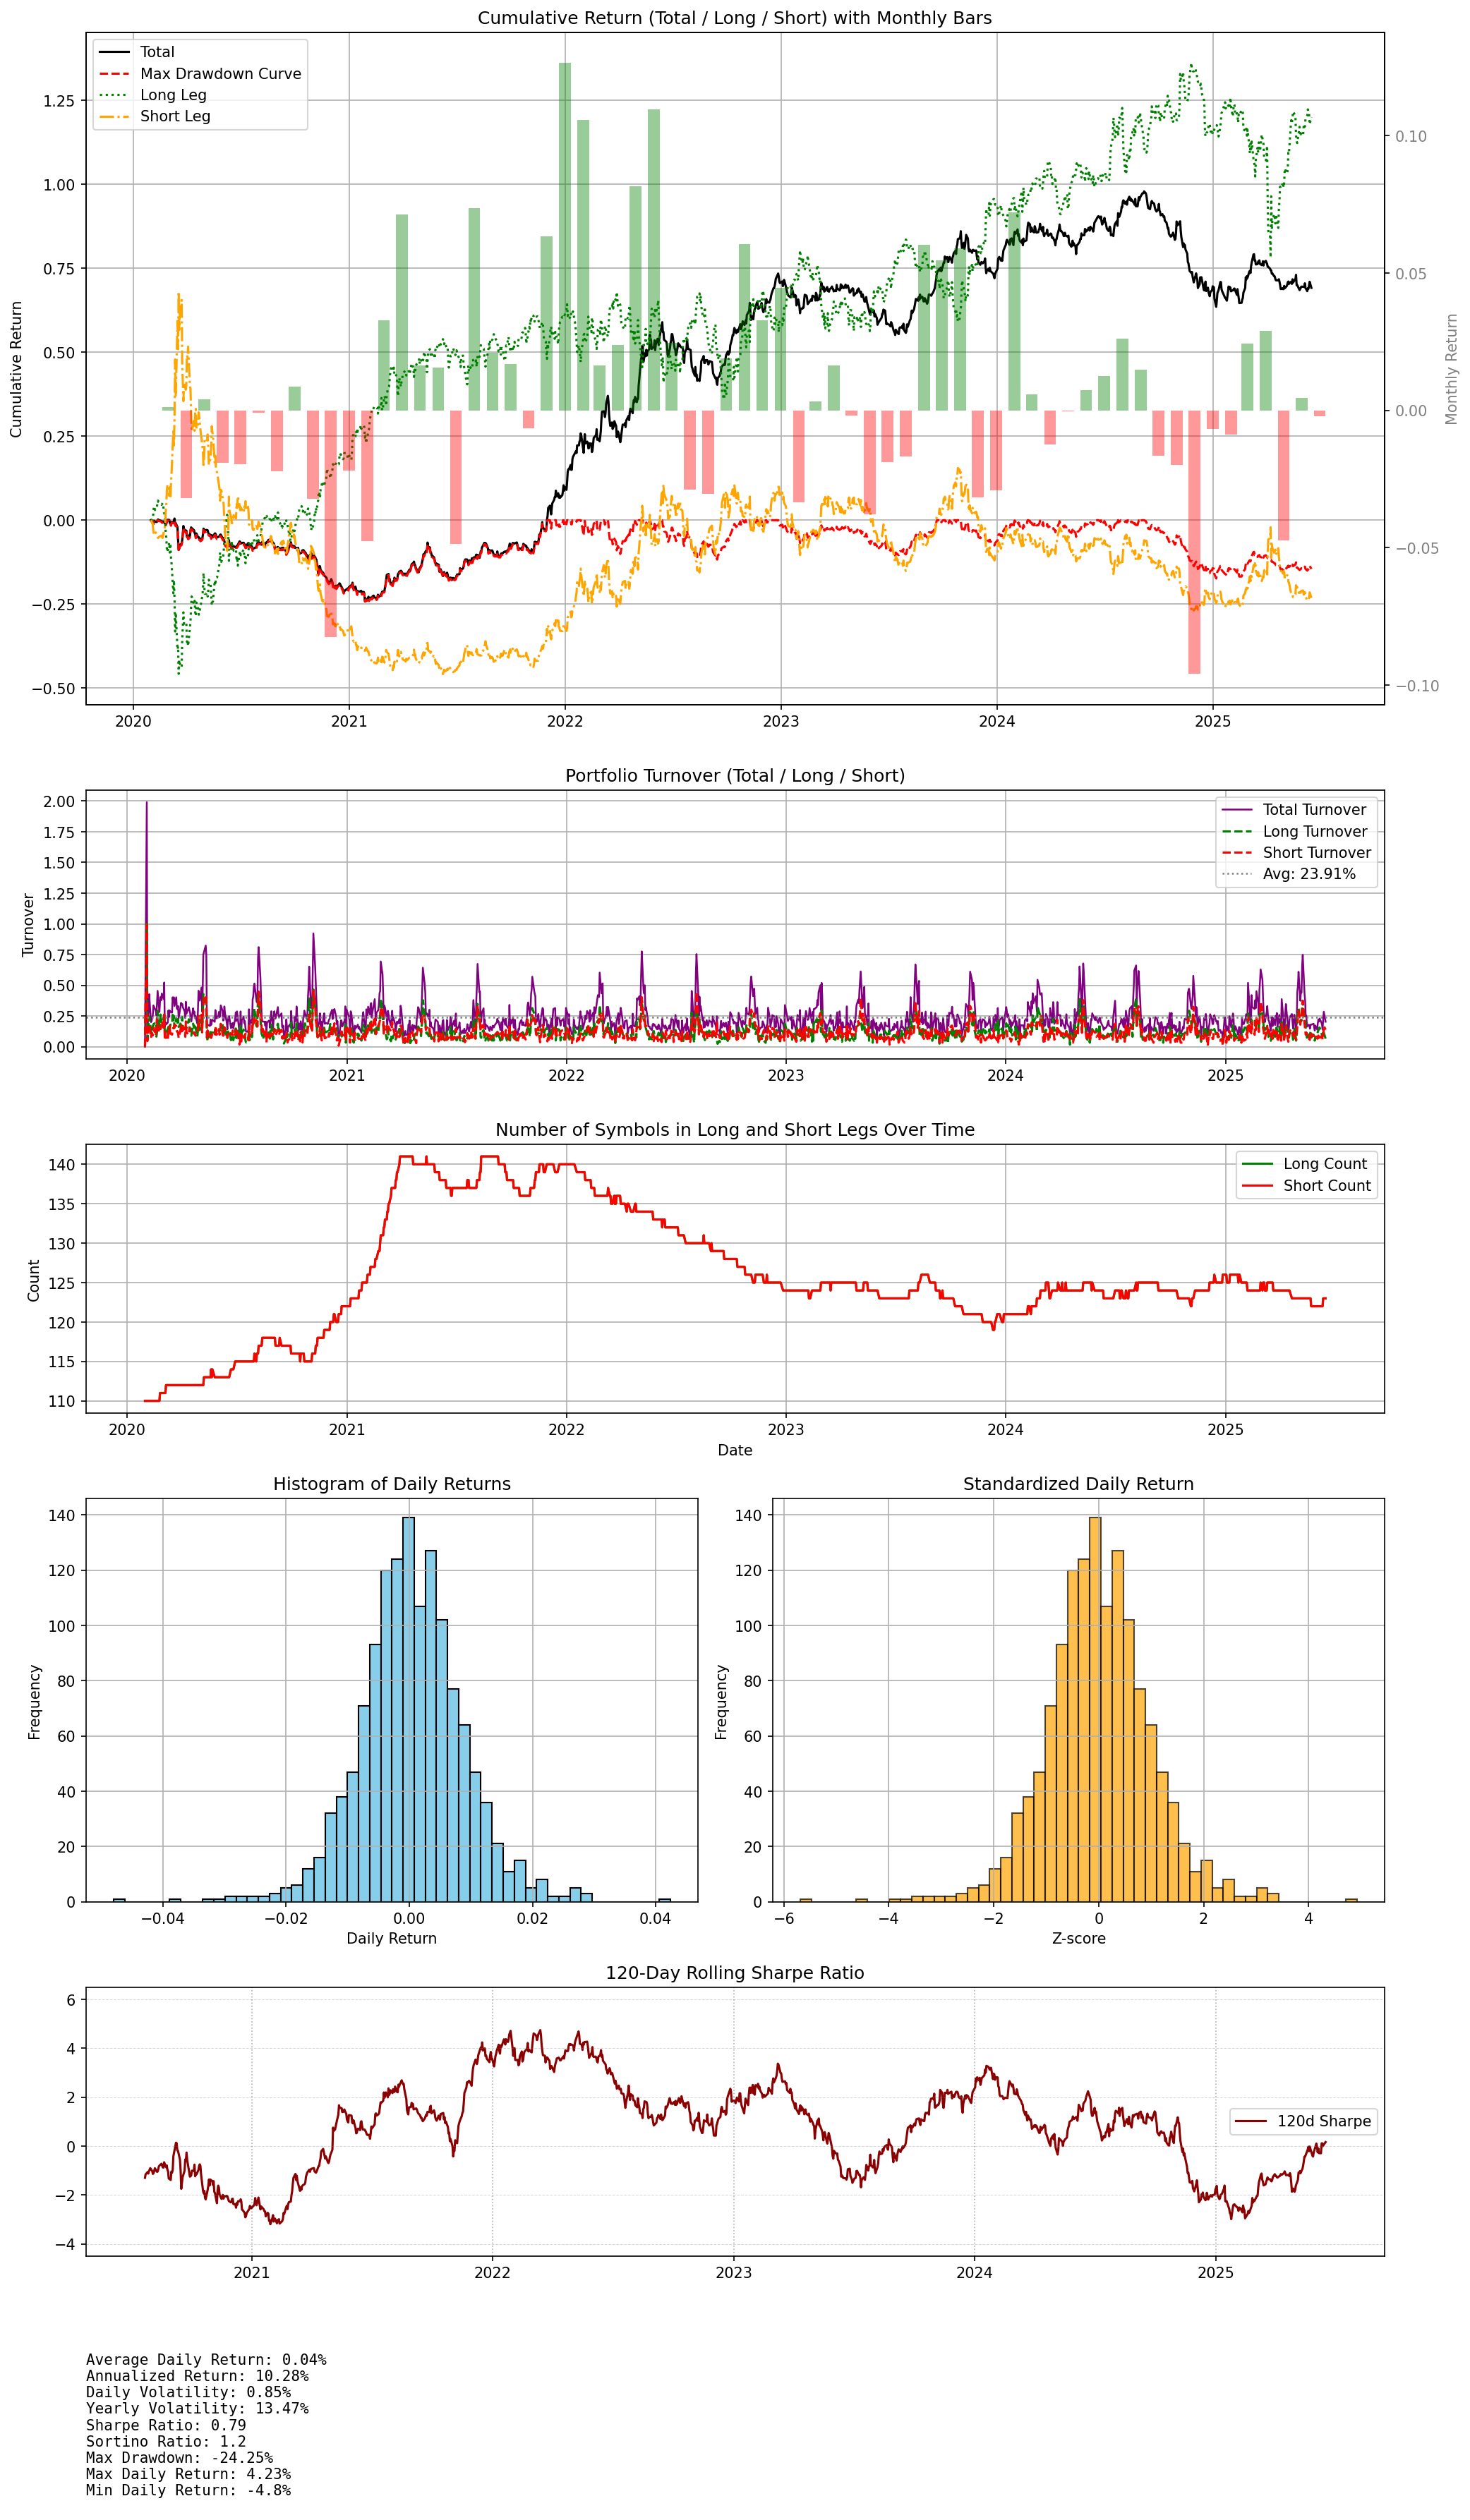 Cumulative Return (Total / Long / Short) with Monthly Bars
Total
Max Drawdown Curve
Long Leg
Short Leg
Cumulative Return
1.25
1.00
0.75
0.50
0.25
0.00
−0.25
−0.50
Monthly Return
0.10
0.05
0.00
−0.05
−0.10
2020 2021 2022 2023 2024 2025
Portfolio Turnover (Total / Long / Short)
Total Turnover
Long Turnover
Short Turnover
Avg: 23.91%
Turnover
2.00
1.75
1.50
1.25
1.00
0.75
0.50
0.25
0.00
2020 2021 2022 2023 2024 2025
Number of Symbols in Long and Short Legs Over Time
Long Count
Short Count
Count
140
135
130
125
120
115
110
2020 2021 2022 2023 2024 2025
Date
Histogram of Daily Returns
Frequency
140
120
100
80
60
40
20
0
−0.04 −0.02 0.00 0.02 0.04
Daily Return
Standardized Daily Return
Frequency
140
120
100
80
60
40
20
0
−6 −4 −2 0 2 4
Z-score
120-Day Rolling Sharpe Ratio
120d Sharpe
6
4
2
0
−2
−4
2021 2022 2023 2024 2025
Average Daily Return: 0.04%
Annualized Return: 10.28%
Daily Volatility: 0.85%
Yearly Volatility: 13.47%
Sharpe Ratio: 0.79
Sortino Ratio: 1.2
Max Drawdown: -24.25%
Max Daily Return: 4.23%
Min Daily Return: -4.8%